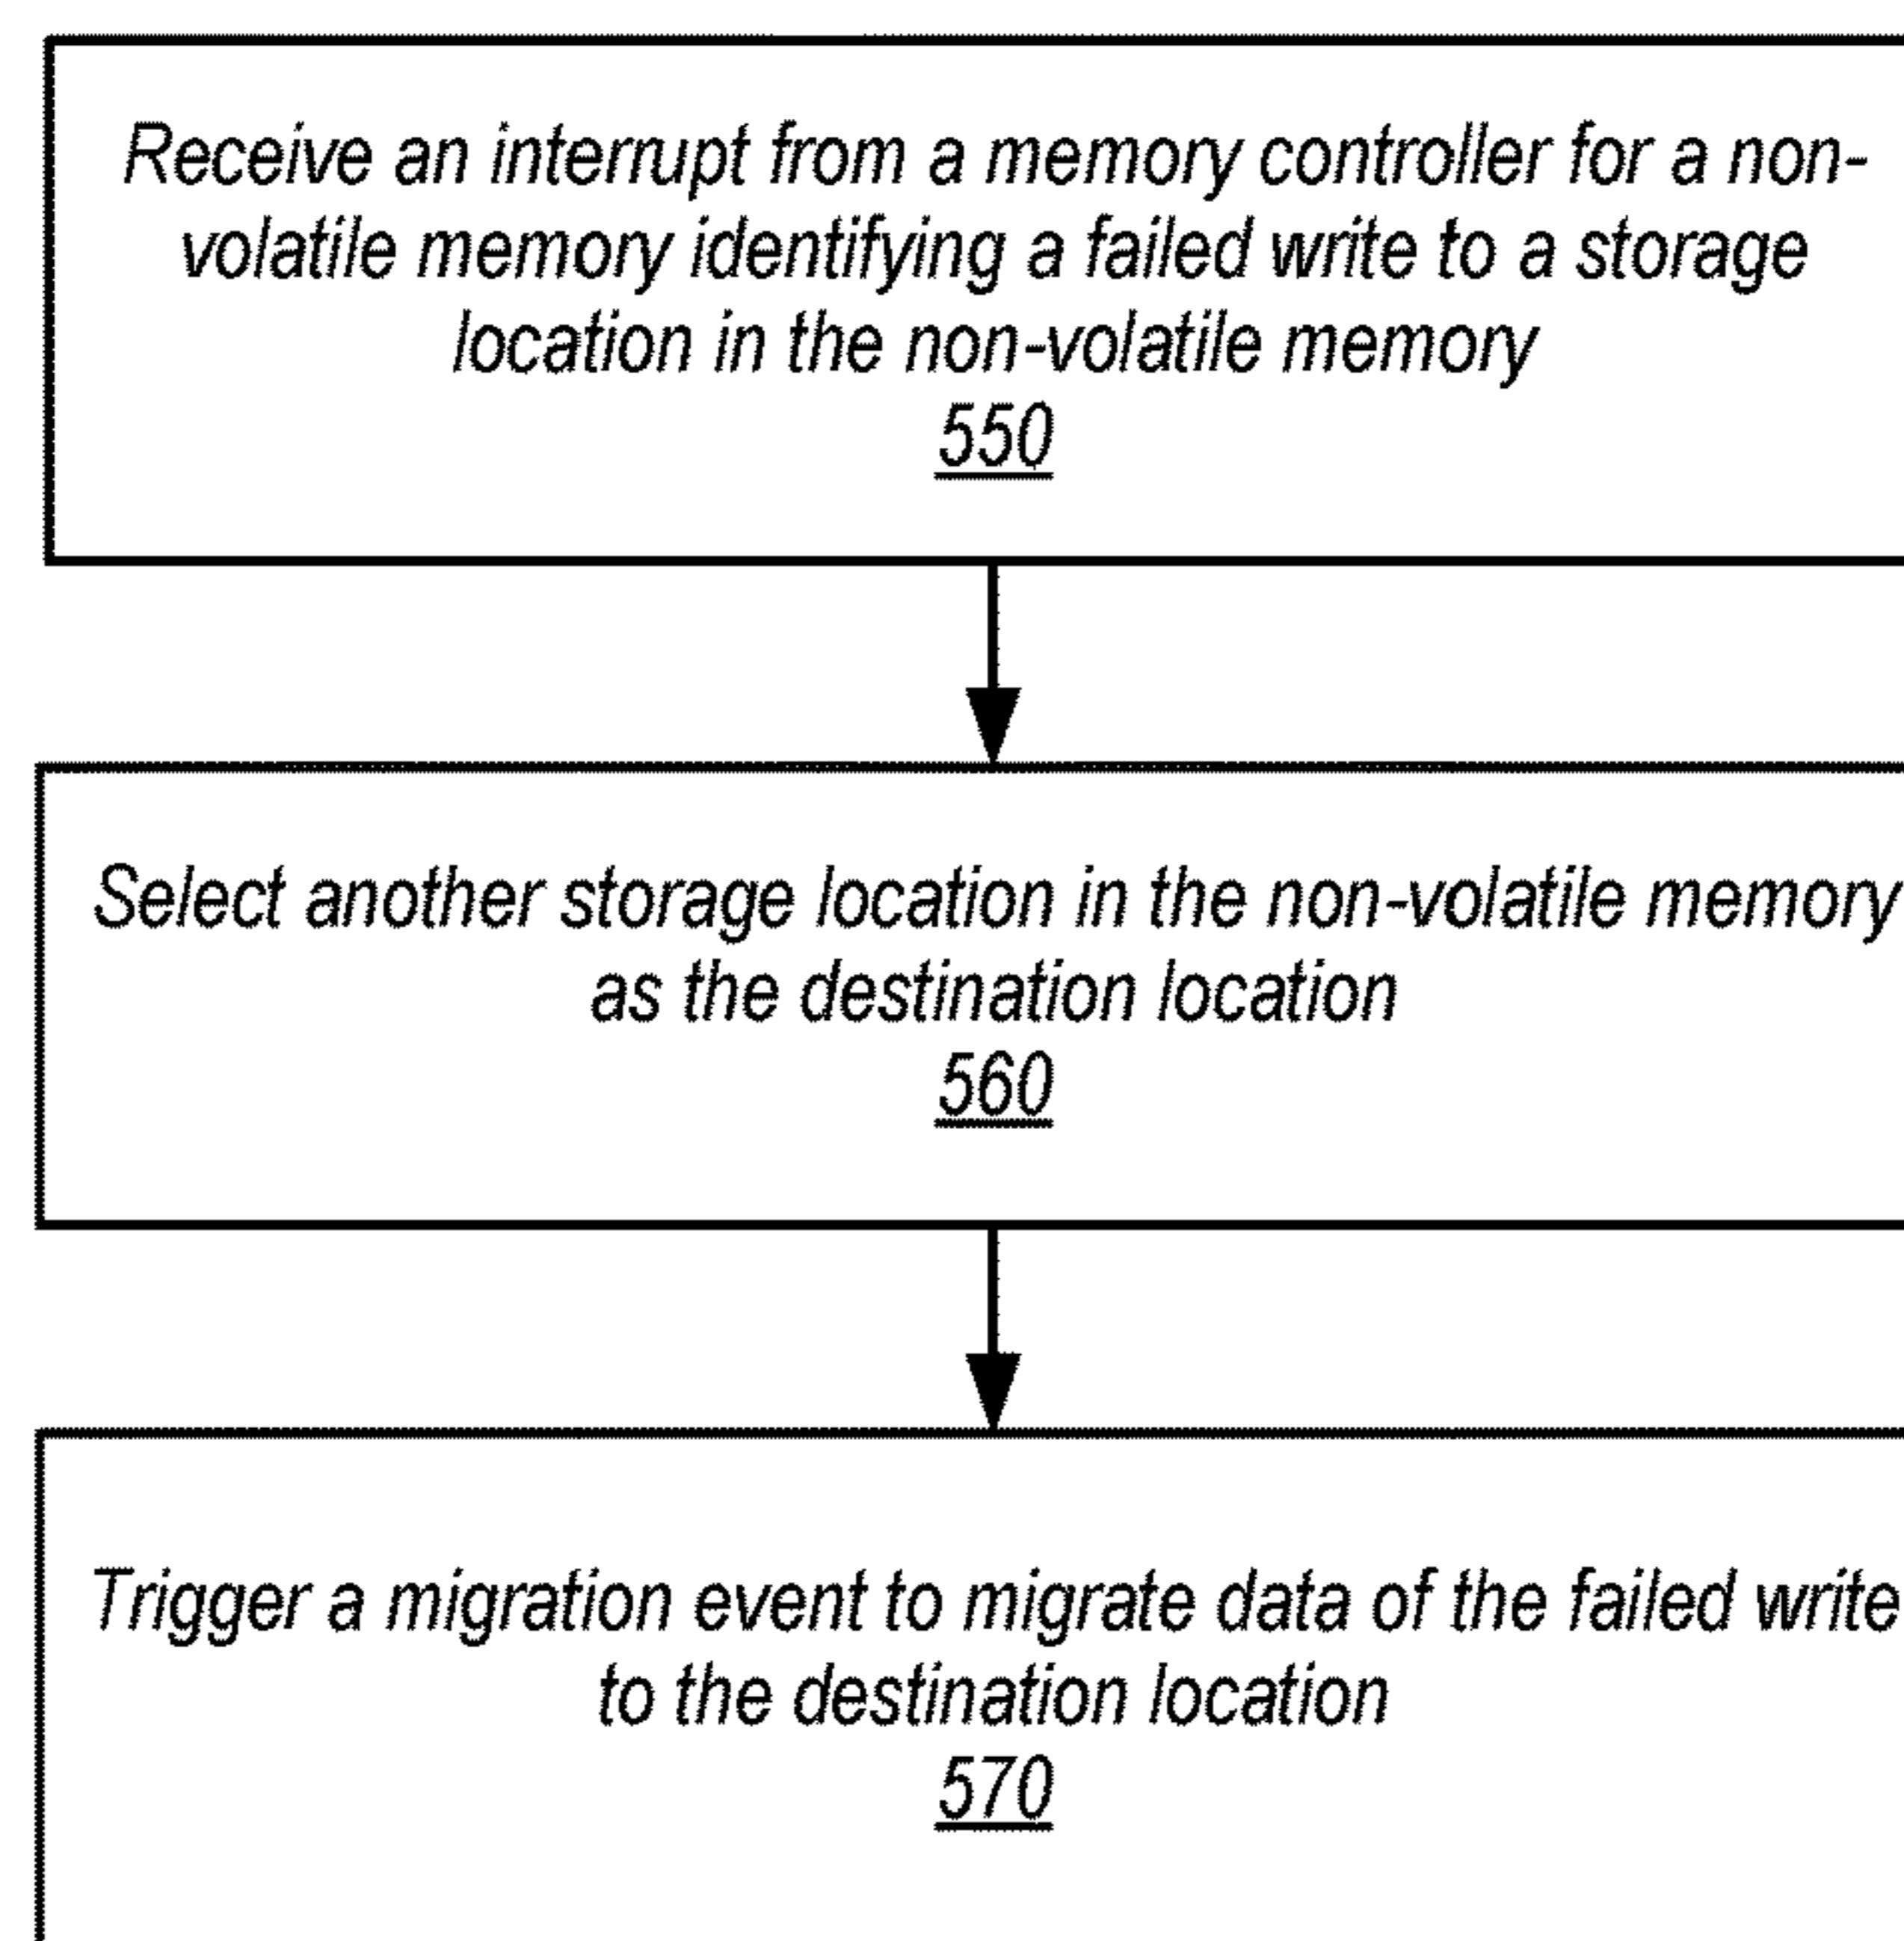 Receive an interrupt from a memory controller for a non-
volatile memory identifying a failed write to a storage
location in the non-volatile memory
550
Select another storage location in the non-volatile memory
as the destination location
560
Trigger a migration event to migrate data of the failed write
to the destination location
570